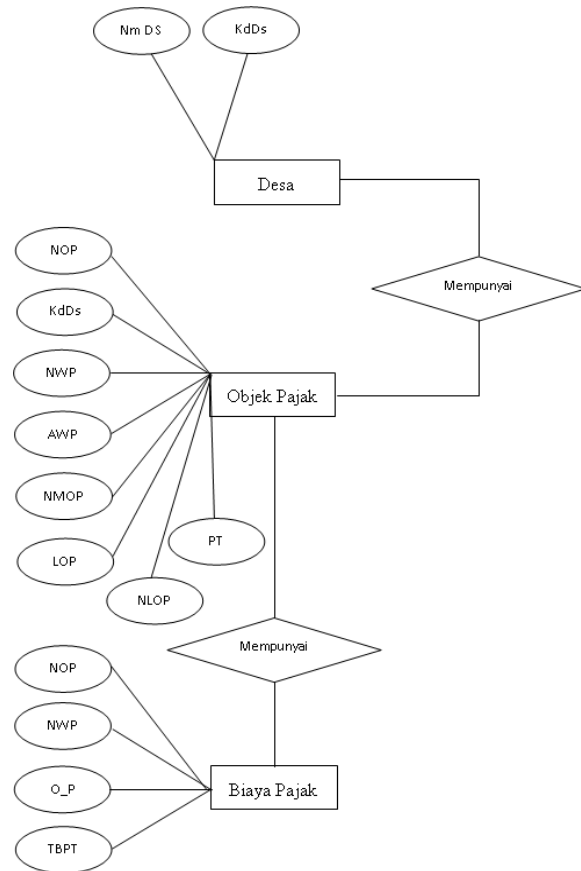 Nm DS
KdDs
Desa
NOP
Mempunyai
KdDs
NWP
Objek Pajak
AWP
NMOP
PT
LOP
NLOP
Mempunyai
NOP
NWP
Biaya Pajak
O_P
TBPT